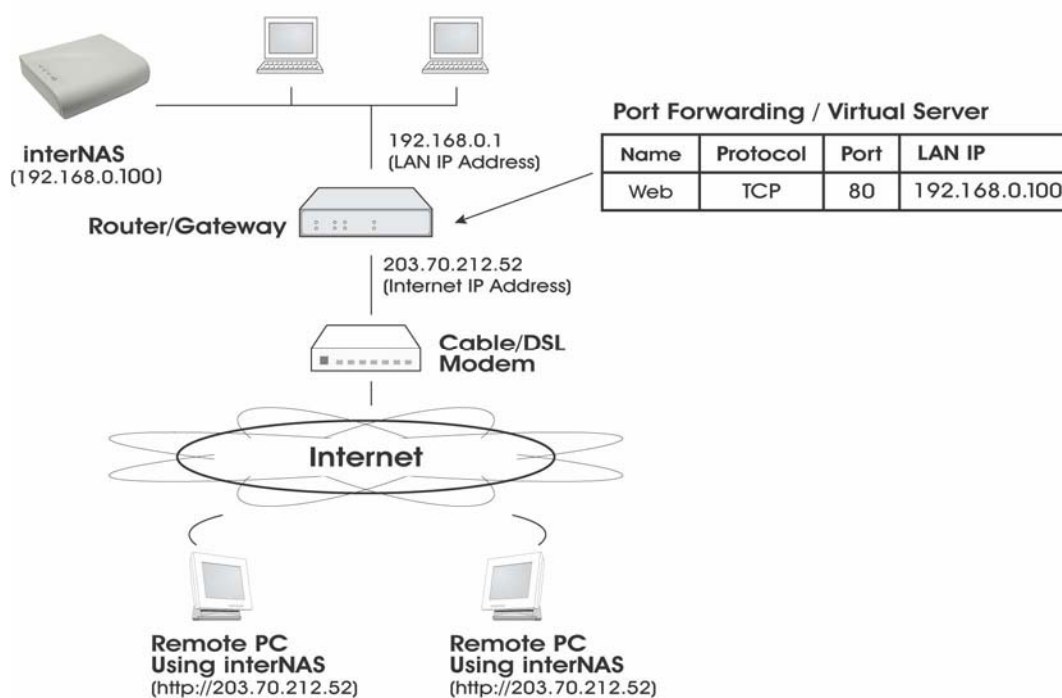 interNAS
(192.168.0.100)
192.168.0.1
(LAN IP Address)
Port Forwarding / Virtual Server
Name Protocol Port LAN IP
Web TCP 80 192.168.0.100
Router/Gateway
203.70.212.52
(Internet IP Address)
Cable/DSL
Modem
Internet
Remote PC
Using interNAS
(http://203.70.212.52)
Remote PC
Using interNAS
(http://203.70.212.52)